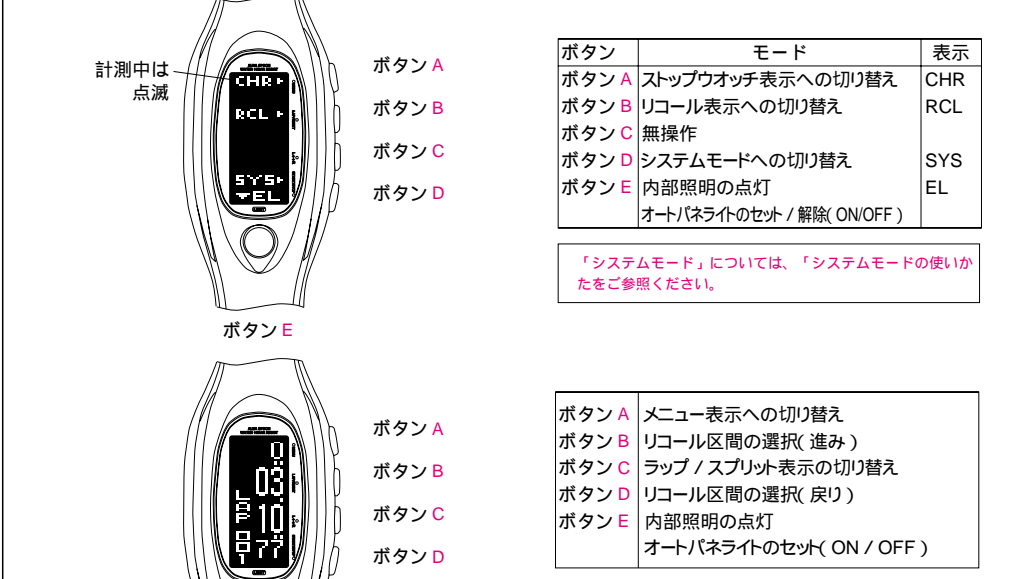 計測中は
点滅
CHR
RCL
SYS
EL
ボタン A
ボタン B
ボタン C
ボタン D
ボタン E
ボタン モード 表示
ボタン A ストップウオッチ表示への切り替え CHR
ボタン B リコール表示への切り替え RCL
ボタン C 無操作
ボタン D システムモードへの切り替え SYS
ボタン E 内部照明の点灯 EL
オートパネライトのセット / 解除( ON/OFF )
「システムモード」については、「システムモードの使いか
たをご参照ください。
0
03
LAP 10
001 77
ボタン A
ボタン B
ボタン C
ボタン D
ボタン A メニュー表示への切り替え
ボタン B リコール区間の選択( 進み )
ボタン C ラップ / スプリット表示の切り替え
ボタン D リコール区間の選択( 戻り )
ボタン E 内部照明の点灯
オートパネライトのセット( ON / OFF )